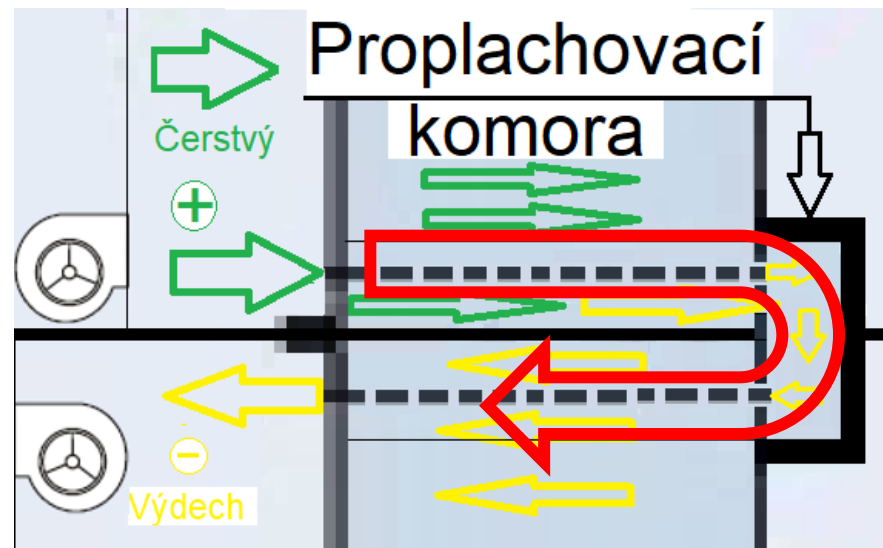 Proplachovací
komora
Čerstvý
+
−
Výdech